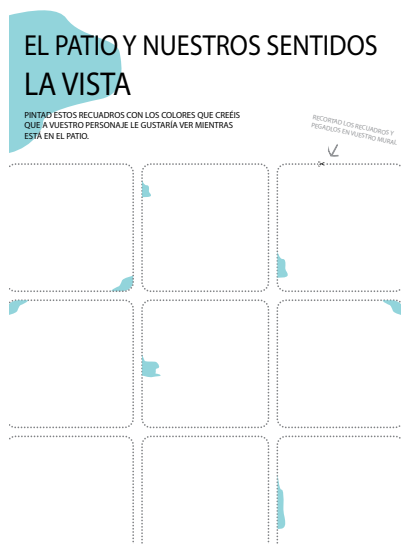 EL PATIO Y NUESTROS SENTIDOS
LA VISTA
PINTAD ESTOS RECUADROS CON LOS COLORES QUE CREÉIS
QUE A VUESTRO PERSONAJE LE GUSTARÍA VER MIENTRAS
ESTÁ EN EL PATIO.
RECORTAD LOS RECUADROS Y
PEGADLOS EN VUESTRO MURAL